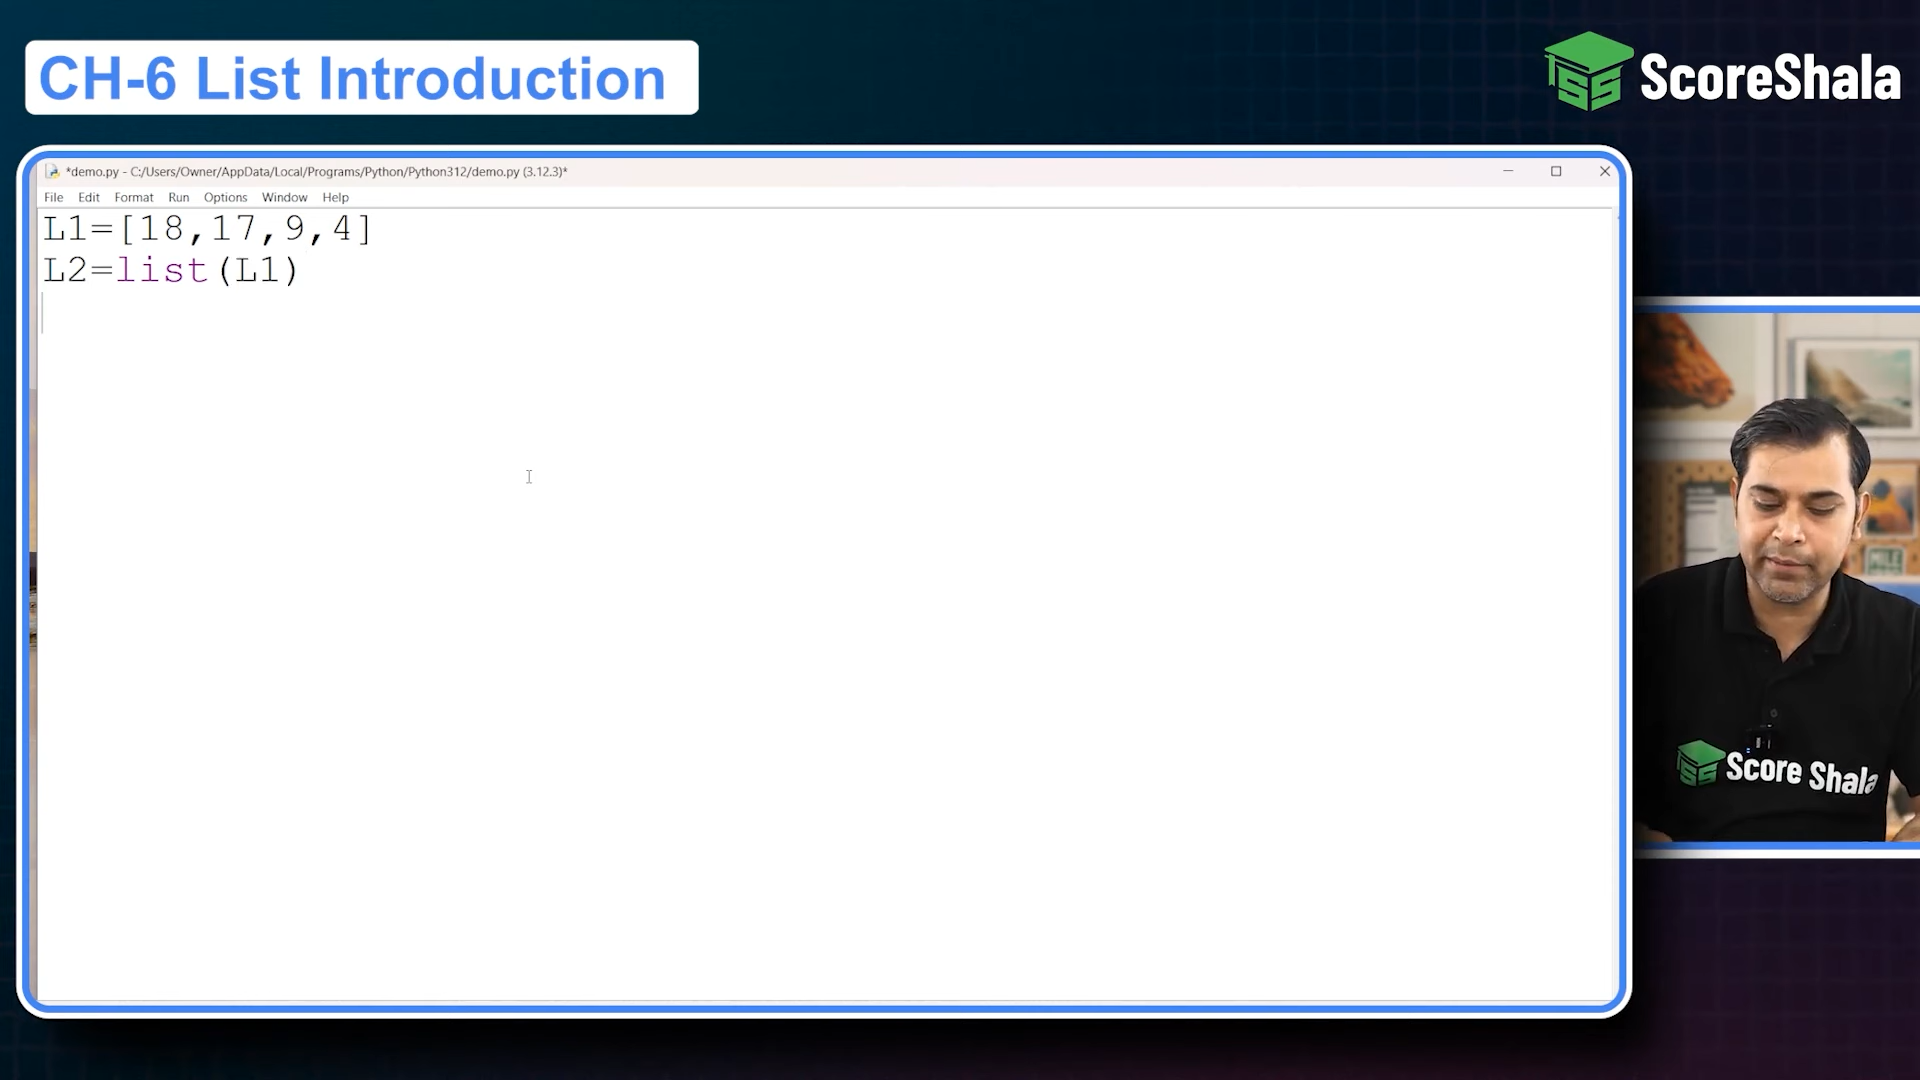 CH-6 List Introduction
ScoreShala
*demo.py - C:/Users/Owner/AppData/Local/Programs/Python/Python312/demo.py (3.12.3)*
File Edit Format Run Options Window Help
L1=[18,17,9,4]
L2=list(L1)
Score Shala